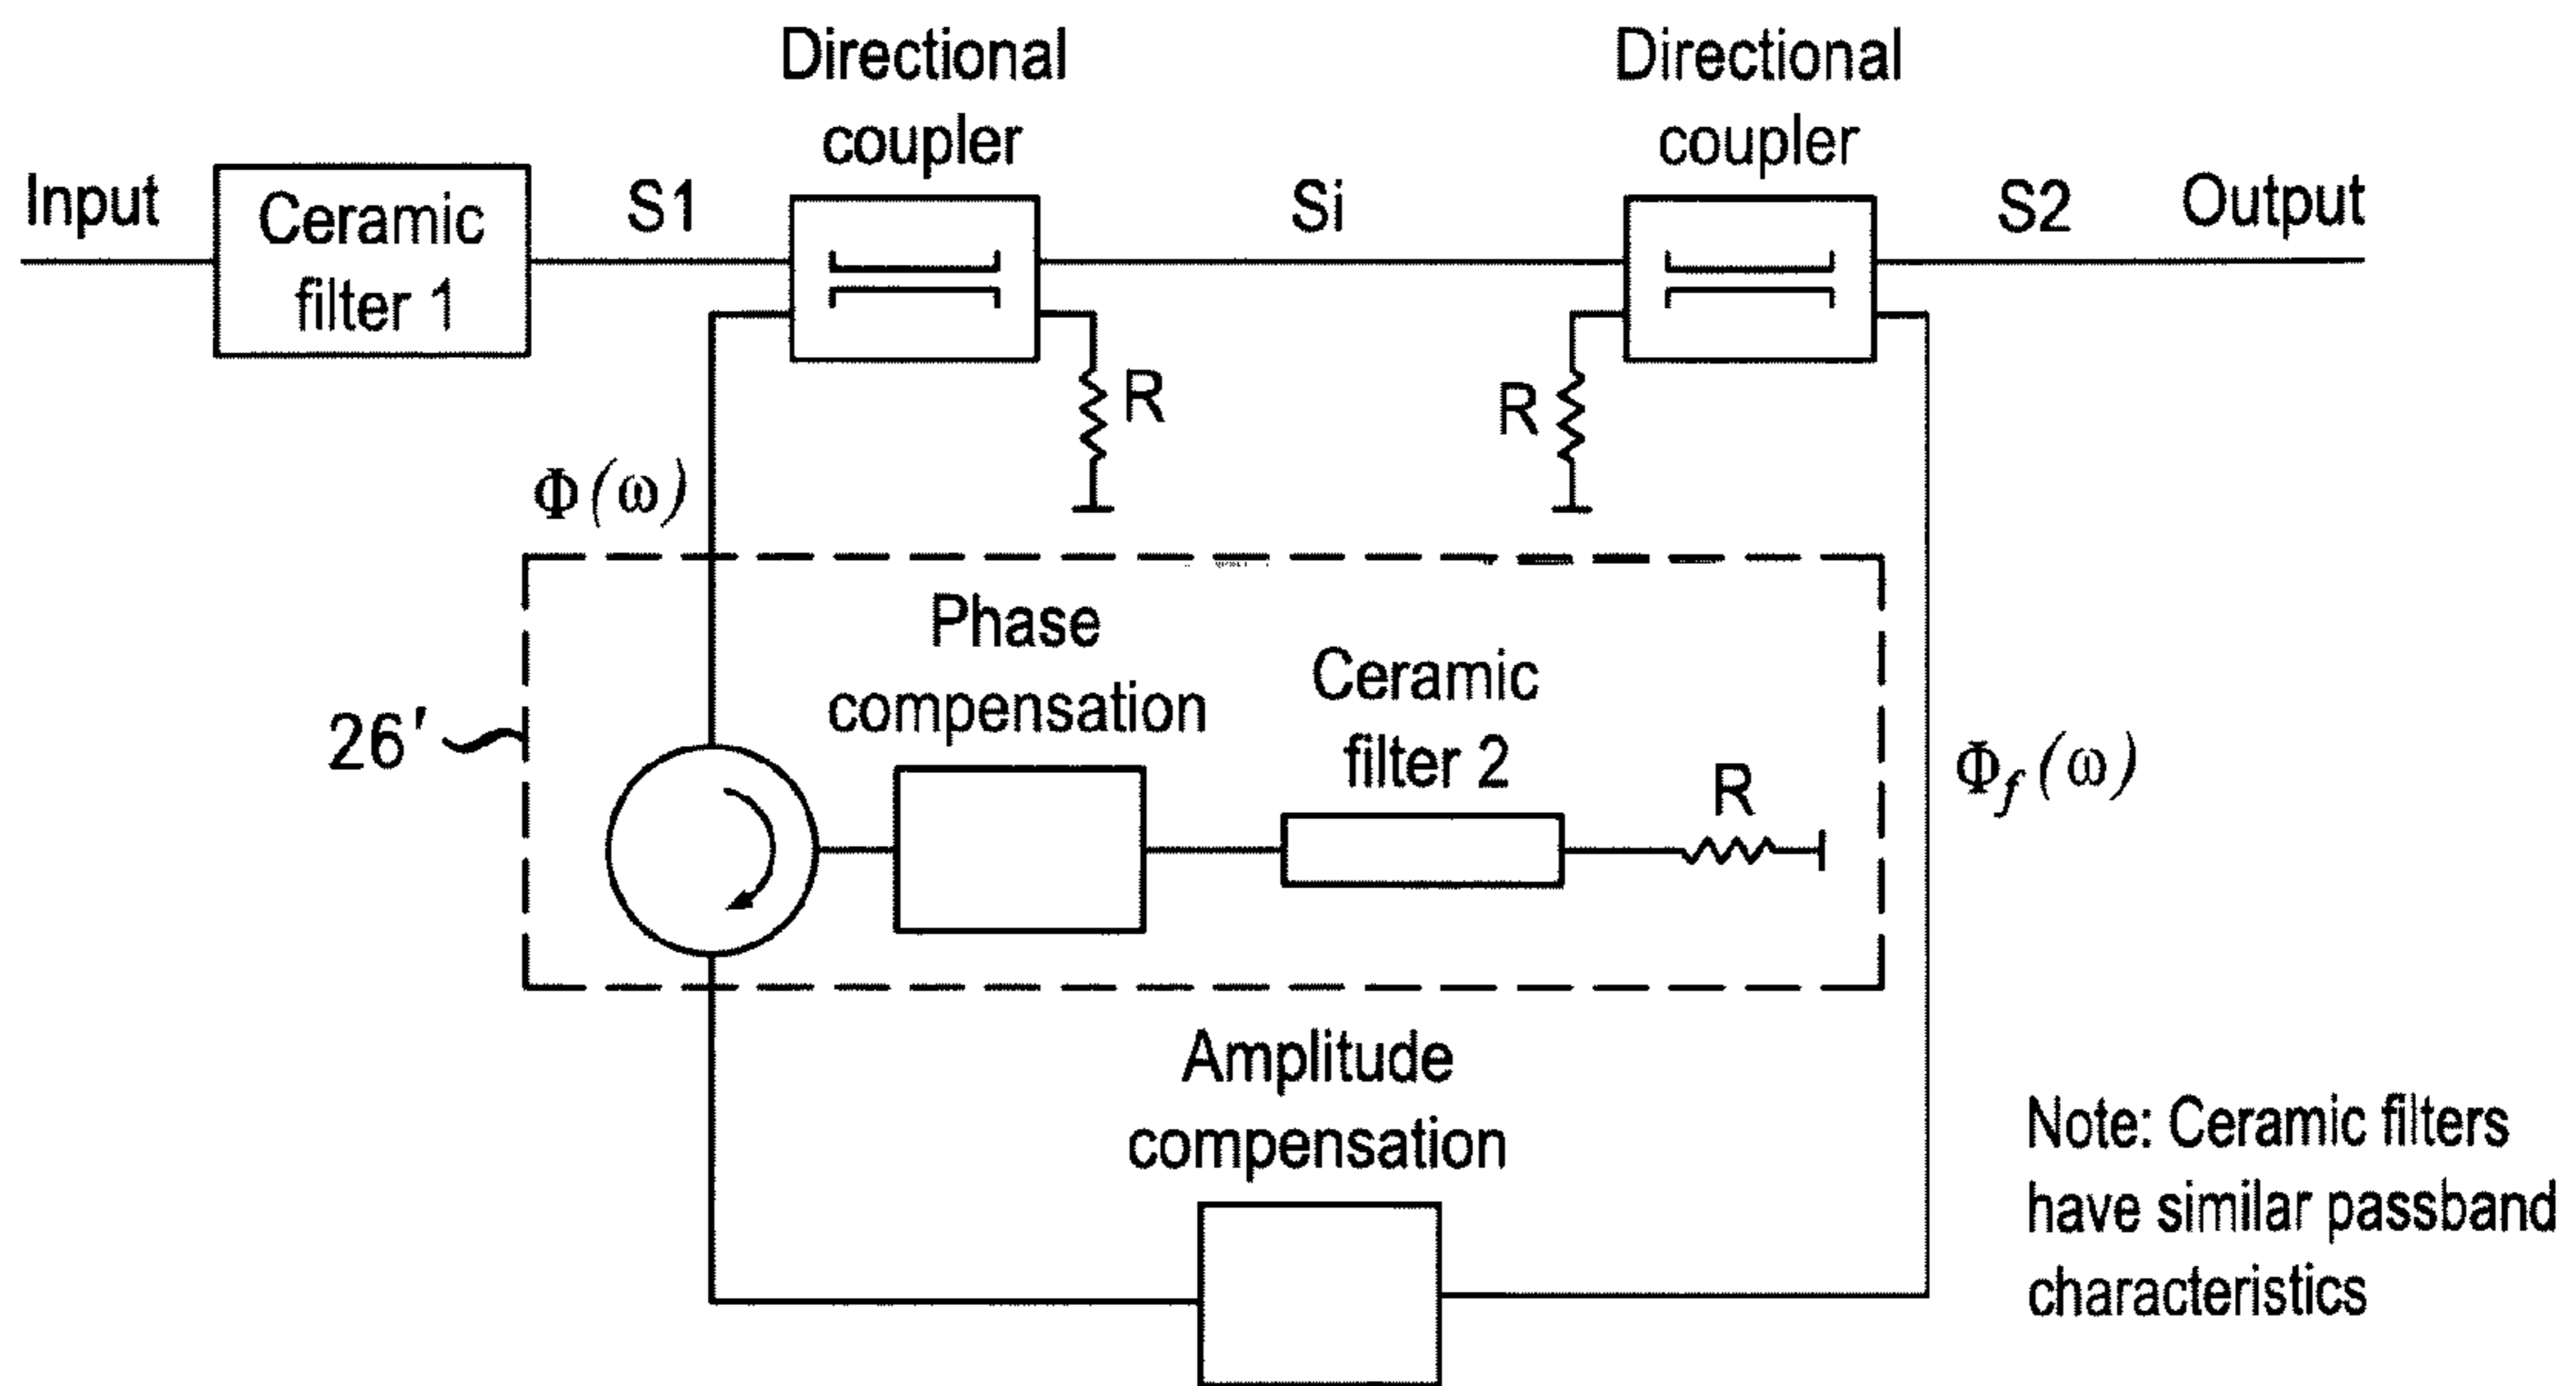 Directional
coupler
Directional
coupler
Input
Ceramic
filter 1
S1
Si
S2
Output
R
R
Φ(ω)
Phase
compensation
Ceramic
filter 2
R
26′
Φf(ω)
Amplitude
compensation
Note: Ceramic filters
have similar passband
characteristics